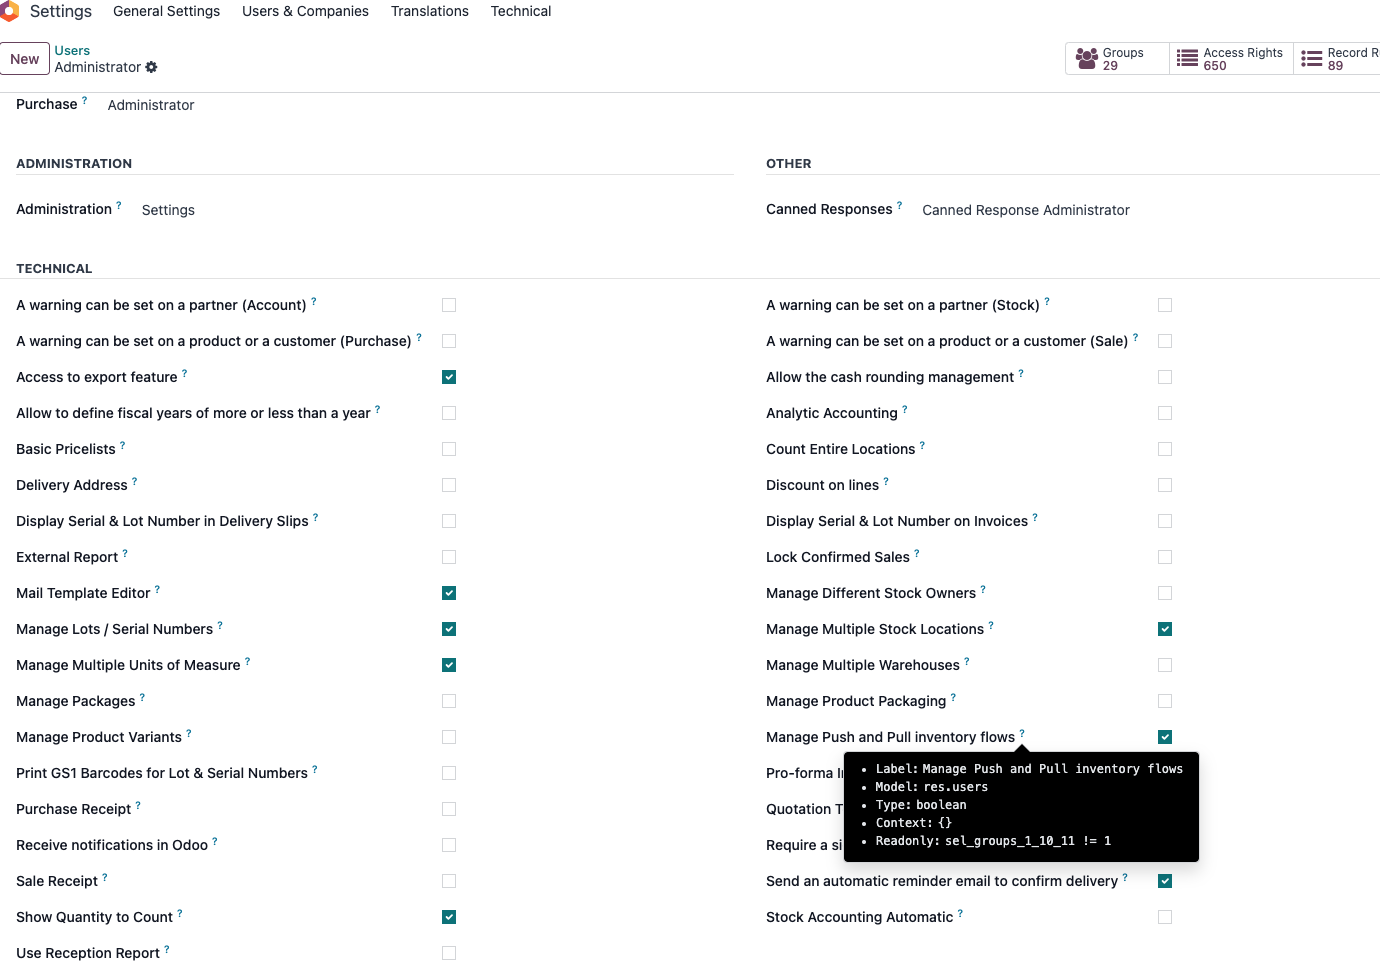 Settings General Settings Users & Companies Translations Technical
New Users
Administrator
Groups 29
Access Rights 650
Record R 89
Purchase ? Administrator
ADMINISTRATION
OTHER
Administration ? Settings
Canned Responses ? Canned Response Administrator
TECHNICAL
A warning can be set on a partner (Account) ?
A warning can be set on a partner (Stock) ?
A warning can be set on a product or a customer (Purchase) ?
A warning can be set on a product or a customer (Sale) ?
Access to export feature ?
Allow the cash rounding management ?
Allow to define fiscal years of more or less than a year ?
Analytic Accounting ?
Basic Pricelists ?
Count Entire Locations ?
Delivery Address ?
Discount on lines ?
Display Serial & Lot Number in Delivery Slips ?
Display Serial & Lot Number on Invoices ?
External Report ?
Lock Confirmed Sales ?
Mail Template Editor ?
Manage Different Stock Owners ?
Manage Lots / Serial Numbers ?
Manage Multiple Stock Locations ?
Manage Multiple Units of Measure ?
Manage Multiple Warehouses ?
Manage Packages ?
Manage Product Packaging ?
Manage Product Variants ?
Manage Push and Pull inventory flows ?
Print GS1 Barcodes for Lot & Serial Numbers ?
Pro-forma I
Purchase Receipt ?
Quotation T
Receive notifications in Odoo ?
Require a si
Label: Manage Push and Pull inventory flows
Model: res.users
Type: boolean
Context: {}
Readonly: sel_groups_1_10_11 != 1
Sale Receipt ?
Send an automatic reminder email to confirm delivery ?
Show Quantity to Count ?
Stock Accounting Automatic ?
Use Reception Report ?